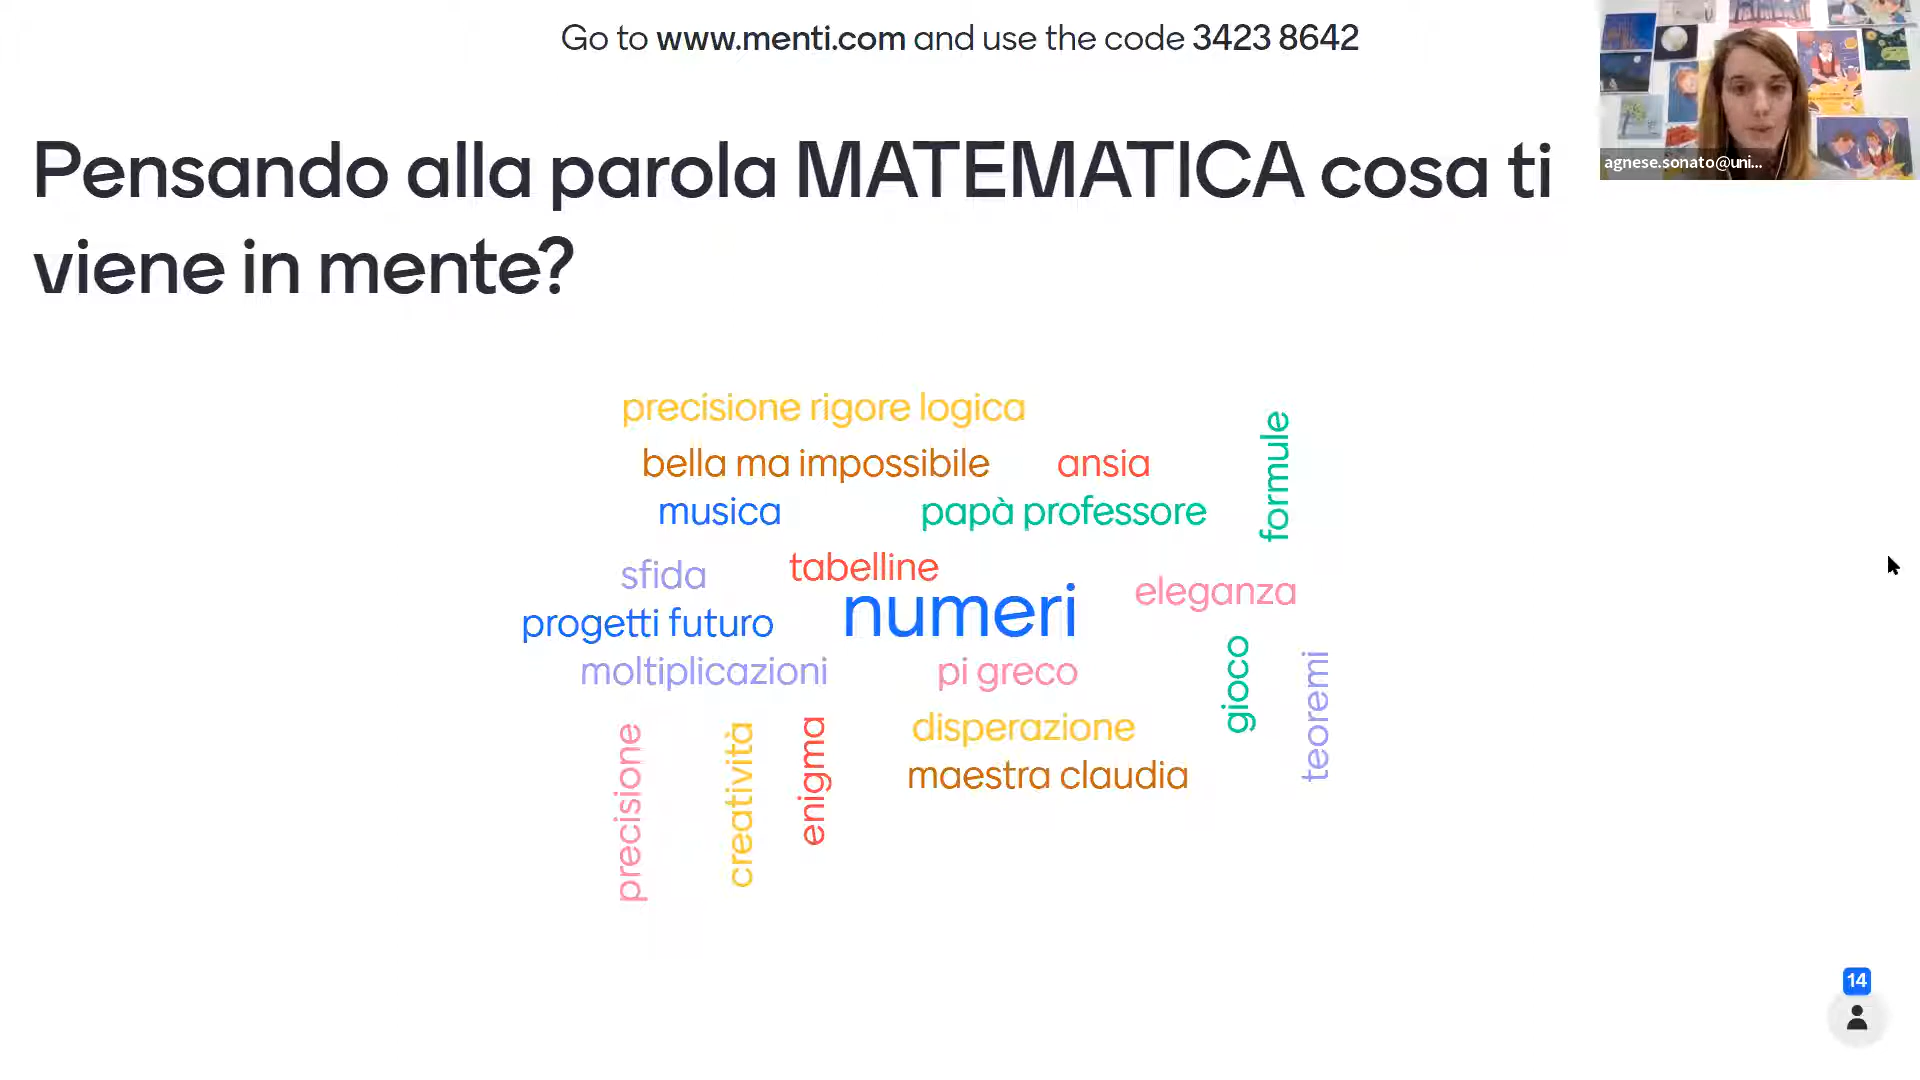 Go to www.menti.com and use the code 3423 8642
agnese.sonato@uni...
Pensando alla parola MATEMATICA cosa ti
viene in mente?
precisione rigore logica
formule
bella ma impossibile
ansia
musica
papà professore
sfida
tabelline
eleganza
progetti futuro
numeri
moltiplicazioni
pi greco
gioco
teoremi
precisione
creatività
enigma
disperazione
maestra claudia
14